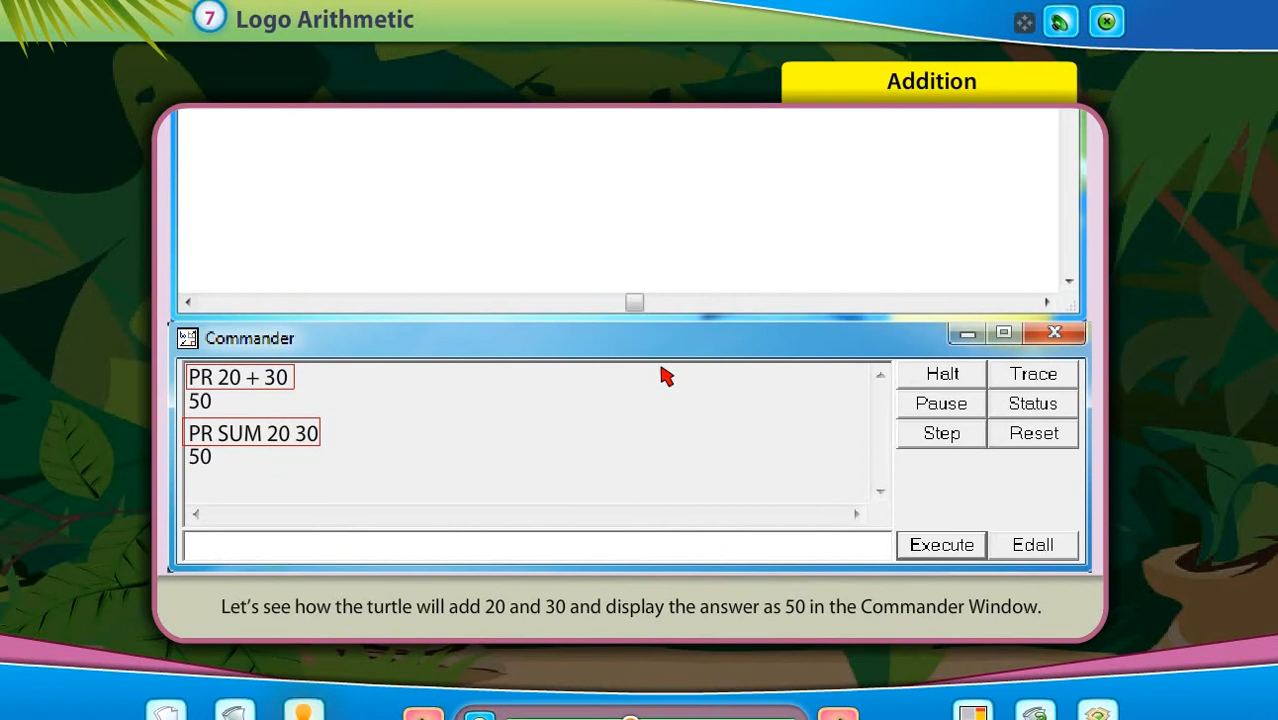 7 Logo Arithmetic
Addition
Commander
PR 20 + 30
50
PR SUM 20 30
50
Halt Trace
Pause Status
Step Reset
Execute Edall
Let's see how the turtle will add 20 and 30 and display the answer as 50 in the Commander Window.